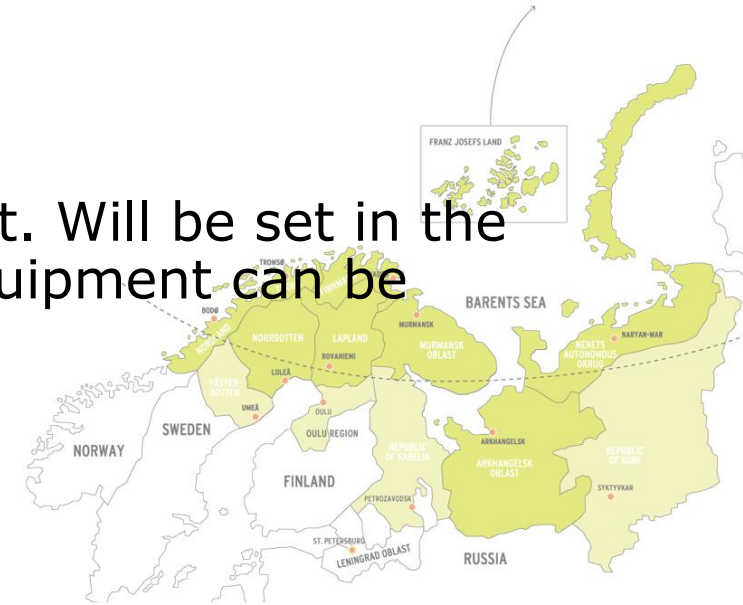 FRANZ JOSEFS LAND
t. Will be set in the
TROMSØ
uipment can be
BODØ
BARENTS SEA
MURMANSK
NORRBOTTEN
LAPLAND
MURMANSK
OBLAST
NARYAN-MAR
NENETS
AUTONOMOUS
OKRUG
ROVANIEMI
LULEÅ
VÄSTER-
BOTTEN
UMEÅ
OULU
SWEDEN
OULU REGION
NORWAY
REPUBLIC
OF KARELIA
ARKHANGELSK
ARKHANGELSK
OBLAST
REPUBLIC
OF KOMI
FINLAND
SYKTYVKAR
PETROZAVODSK
ST. PETERSBURG
LENINGRAD OBLAST
RUSSIA